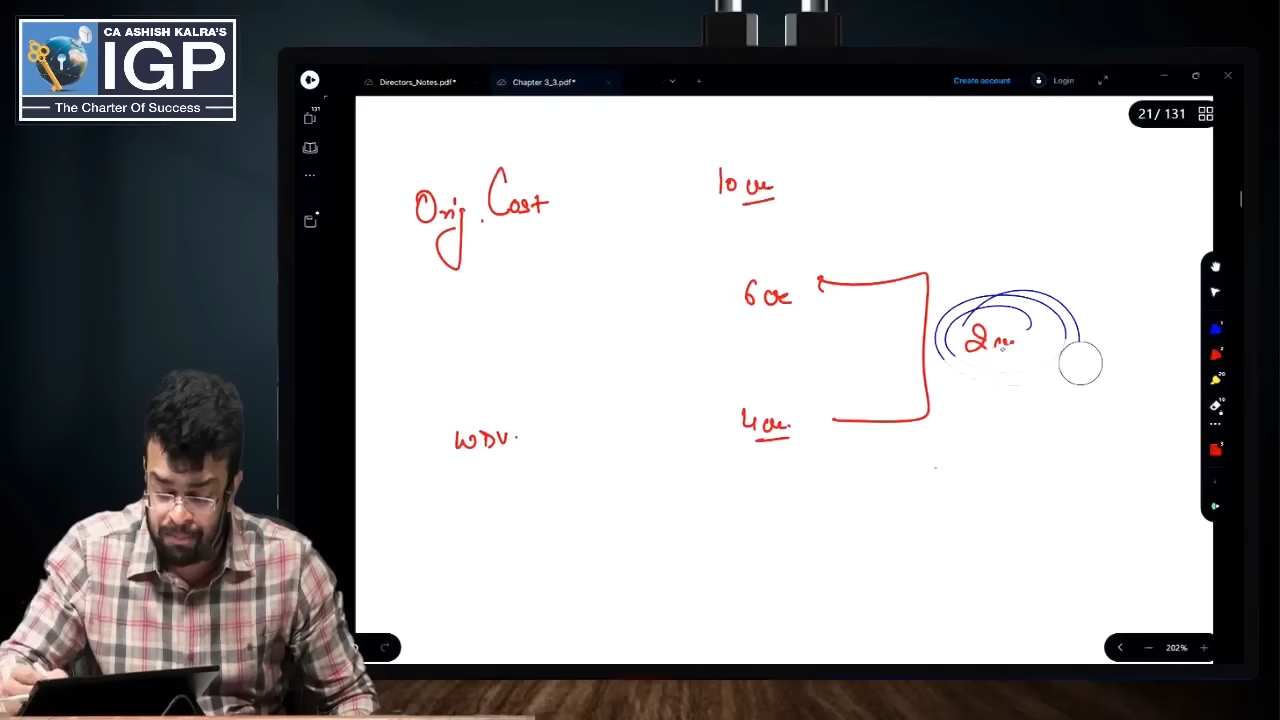 CA ASHISH KALRA'S
IGP
The Charter Of Success
Directors_Notes.pdf*
Chapter 3_3.pdf*
Create account
Login
131
21 / 131
Orig. Cost
10 cr
6 cr
2
4 cr.
WDV.
202%